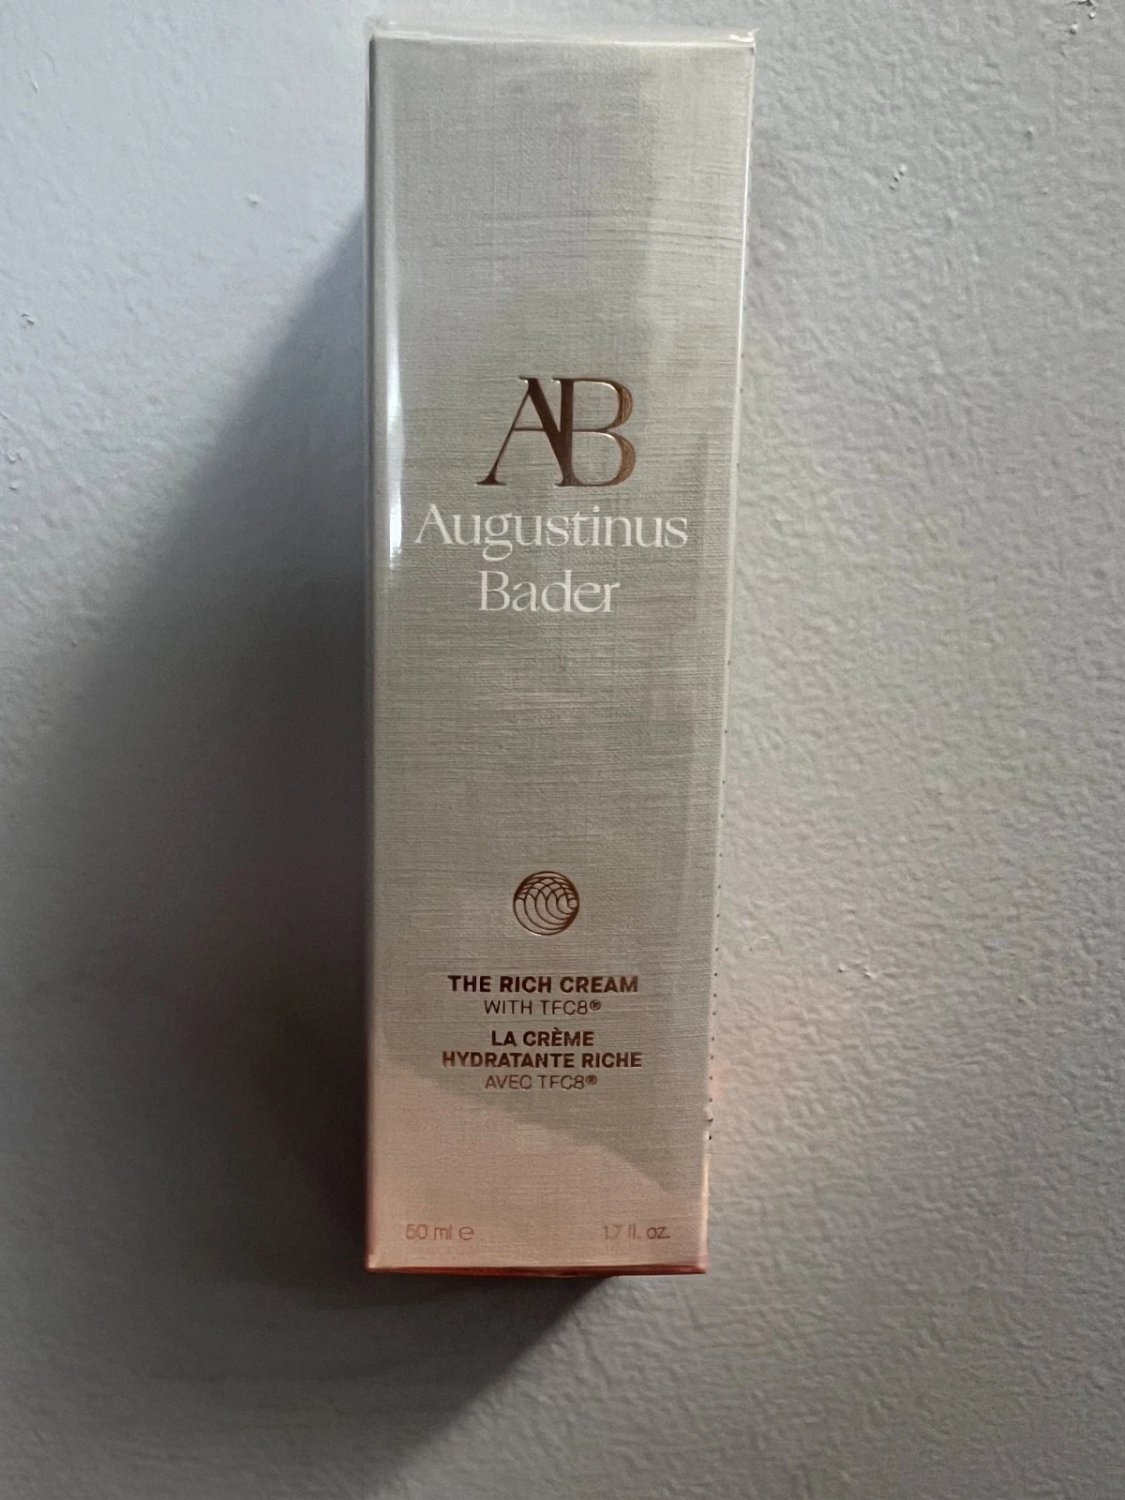 AB
Augustinus
Bader
THE RICH CREAM
WITH TFC8®
LA CRÈME
HYDRATANTE RICHE
AVEC TFC8®
50 ml ℮ 1.7 fl. oz.